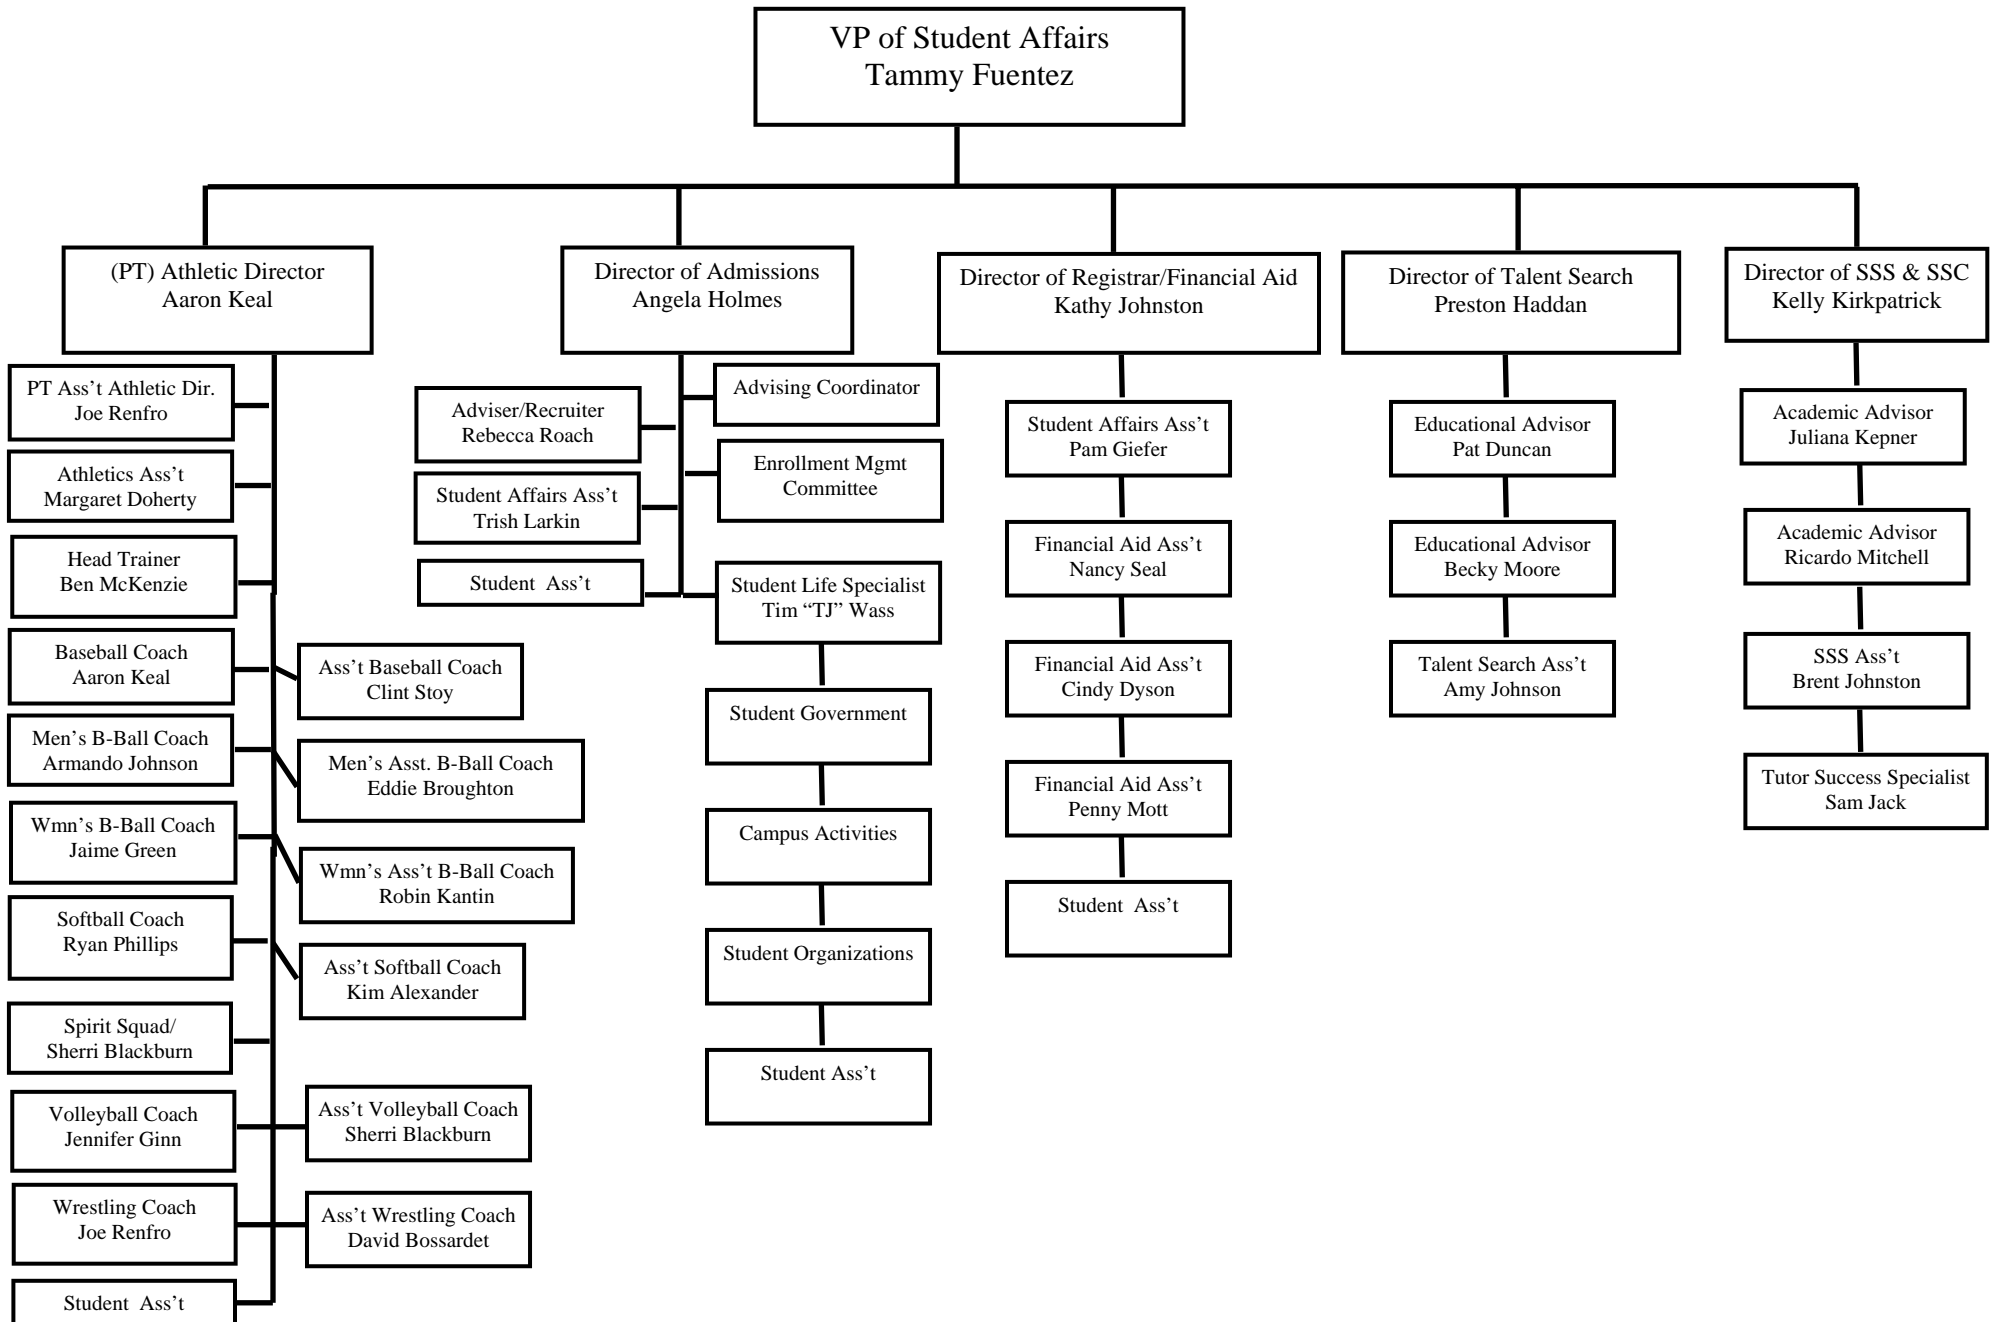 VP of Student Affairs
Tammy Fuentez
(PT) Athletic Director
Aaron Keal
Director of Admissions
Angela Holmes
Director of Registrar/Financial Aid
Kathy Johnston
Director of Talent Search
Preston Haddan
Director of SSS & SSC
Kelly Kirkpatrick
PT Ass’t Athletic Dir.
Joe Renfro
Athletics Ass’t
Margaret Doherty
Head Trainer
Ben McKenzie
Baseball Coach
Aaron Keal
Ass’t Baseball Coach
Clint Stoy
Men’s B-Ball Coach
Armando Johnson
Men’s Asst. B-Ball Coach
Eddie Broughton
Wmn’s B-Ball Coach
Jaime Green
Wmn’s Ass’t B-Ball Coach
Robin Kantin
Softball Coach
Ryan Phillips
Ass’t Softball Coach
Kim Alexander
Spirit Squad/
Sherri Blackburn
Volleyball Coach
Jennifer Ginn
Ass’t Volleyball Coach
Sherri Blackburn
Wrestling Coach
Joe Renfro
Ass’t Wrestling Coach
David Bossardet
Student  Ass’t
Adviser/Recruiter
Rebecca Roach
Student Affairs Ass’t
Trish Larkin
Student  Ass’t
Advising Coordinator
Enrollment Mgmt
Committee
Student Life Specialist
Tim “TJ” Wass
Student Government
Campus Activities
Student Organizations
Student Ass’t
Student Affairs Ass’t
Pam Giefer
Financial Aid Ass’t
Nancy Seal
Financial Aid Ass’t
Cindy Dyson
Financial Aid Ass’t
Penny Mott
Student  Ass’t
Educational Advisor
Pat Duncan
Educational Advisor
Becky Moore
Talent Search Ass’t
Amy Johnson
Academic Advisor
Juliana Kepner
Academic Advisor
Ricardo Mitchell
SSS Ass’t
Brent Johnston
Tutor Success Specialist
Sam Jack